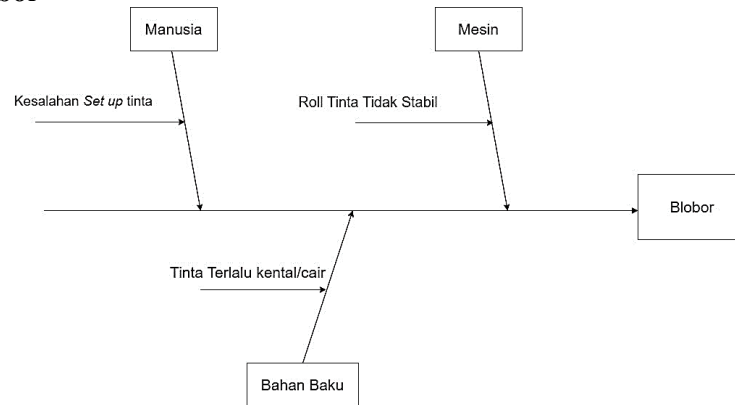 Manusia
Mesin
Kesalahan Set up tinta
Roll Tinta Tidak Stabil
Blobor
Tinta Terlalu kental/cair
Bahan Baku